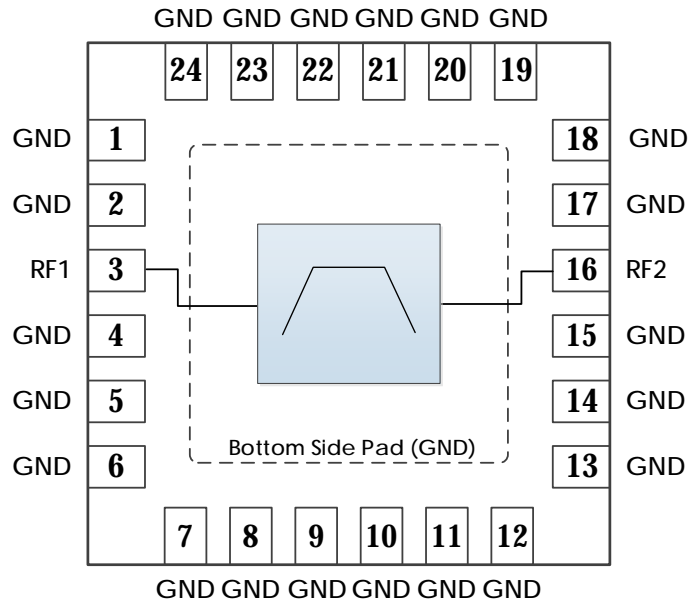 GND GND GND GND GND GND
24 23 22 21 20 19
GND 1 18 GND
GND 2 17 GND
RF1 3 16 RF2
GND 4 15 GND
GND 5 14 GND
GND 6 13 GND
Bottom Side Pad (GND)
7 8 9 10 11 12
GND GND GND GND GND GND